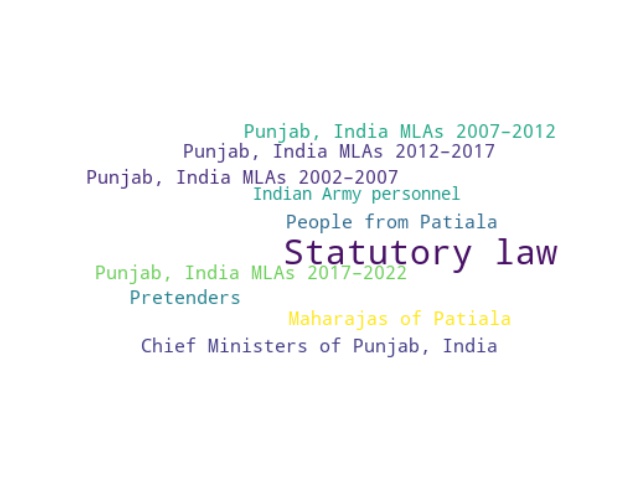 Punjab, India MLAs 2007–2012
Punjab, India MLAs 2012–2017
Punjab, India MLAs 2002–2007
Indian Army personnel
People from Patiala
Statutory law
Punjab, India MLAs 2017–2022
Pretenders
Maharajas of Patiala
Chief Ministers of Punjab, India